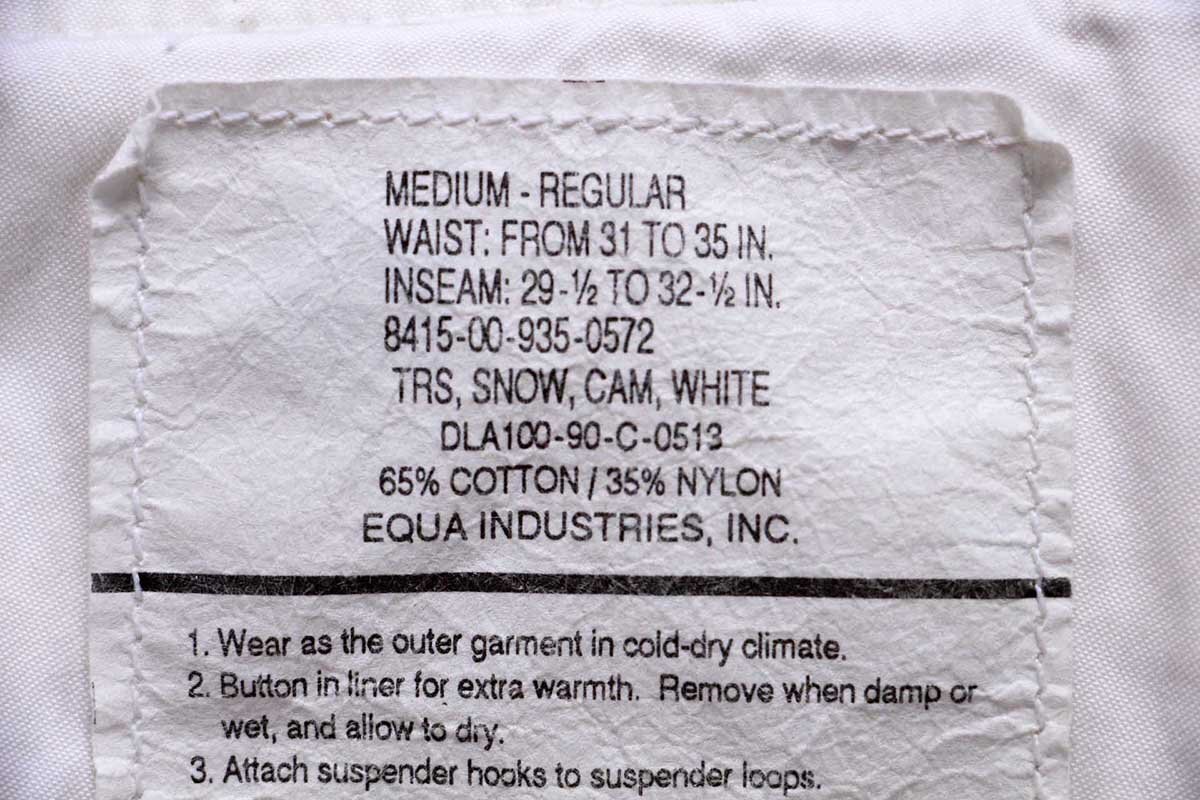 MEDIUM - REGULAR
WAIST: FROM 31 TO 35 IN.
INSEAM: 29-½ TO 32-½ IN.
8415-00-935-0572
TRS, SNOW, CAM, WHITE
DLA100-90-C-0513
65% COTTON / 35% NYLON
EQUA INDUSTRIES, INC.
1. Wear as the outer garment in cold-dry climate.
2. Button in liner for extra warmth. Remove when damp or
wet, and allow to dry.
3. Attach suspender hooks to suspender loops.